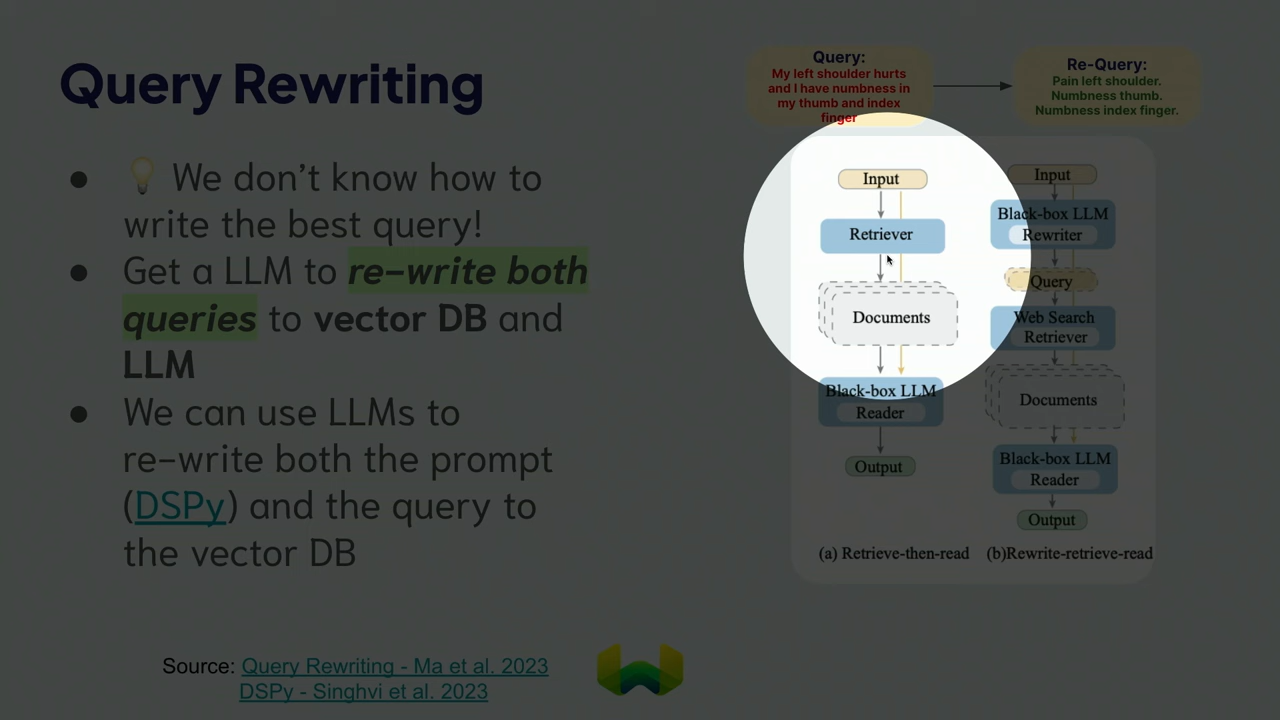 Query Rewriting
● 💡 We don't know how to
write the best query!
● Get a LLM to re-write both
queries to vector DB and
LLM
● We can use LLMs to
re-write both the prompt
(DSPy) and the query to
the vector DB
Source: Query Rewriting - Ma et al. 2023
DSPy - Singhvi et al. 2023
Query:
My left shoulder hurts
and I have numbness in
my thumb and index
finger
Re-Query:
Pain left shoulder.
Numbness thumb.
Numbness index finger.
Input
Retriever
Documents
Black-box LLM
Reader
Output
(a) Retrieve-then-read
Input
Black-box LLM
Rewriter
Query
Web Search
Retriever
Documents
Black-box LLM
Reader
Output
(b)Rewrite-retrieve-read